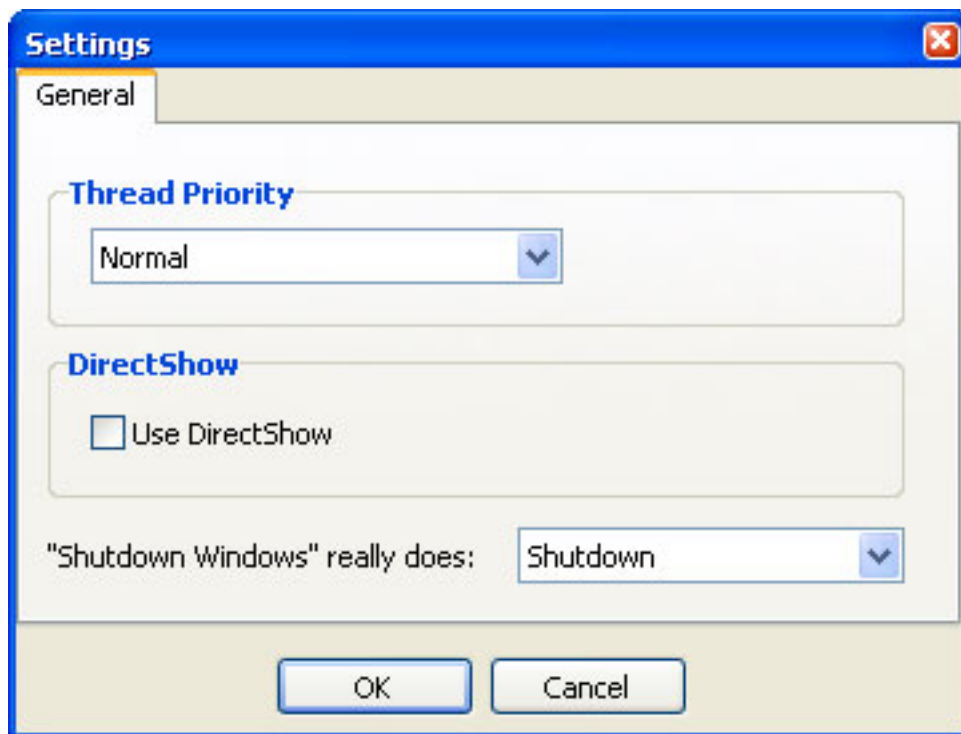 Settings
General
Thread Priority
Normal
DirectShow
Use DirectShow
"Shutdown Windows" really does: Shutdown
OK Cancel